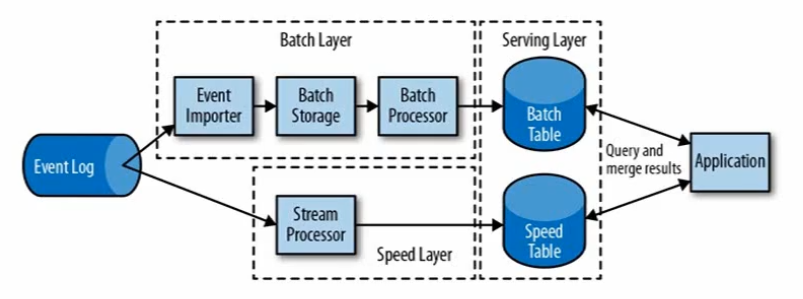 Batch Layer
Serving Layer
Event
Importer
Batch
Storage
Batch
Processor
Batch
Table
Event Log
Query and
merge results
Application
Stream
Processor
Speed Layer
Speed
Table